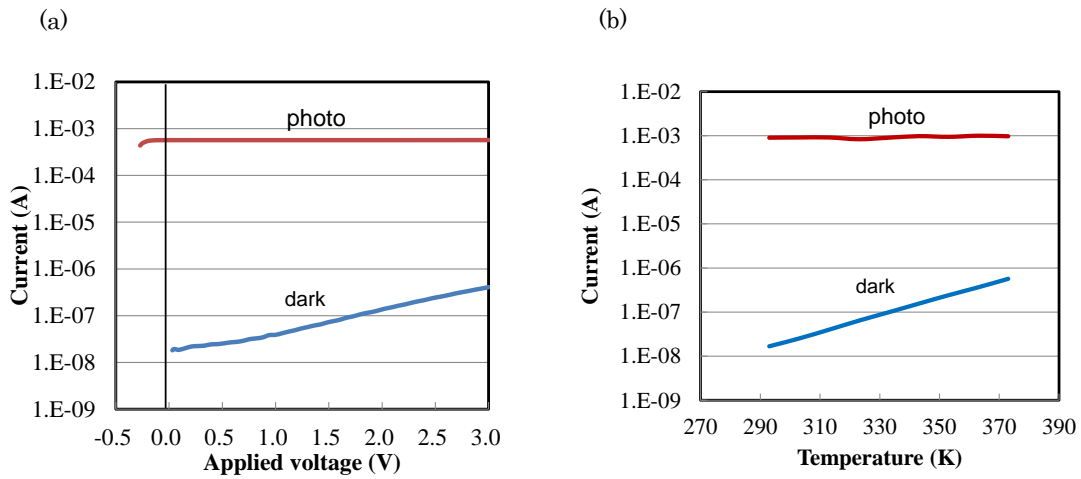 (a)
1.E-02
1.E-03
1.E-04
1.E-05
1.E-06
1.E-07
1.E-08
1.E-09
Current (A)
photo
dark
-0.5 0.0 0.5 1.0 1.5 2.0 2.5 3.0
Applied voltage (V)
(b)
1.E-02
1.E-03
1.E-04
1.E-05
1.E-06
1.E-07
1.E-08
1.E-09
Current (A)
photo
dark
270 290 310 330 350 370 390
Temperature (K)